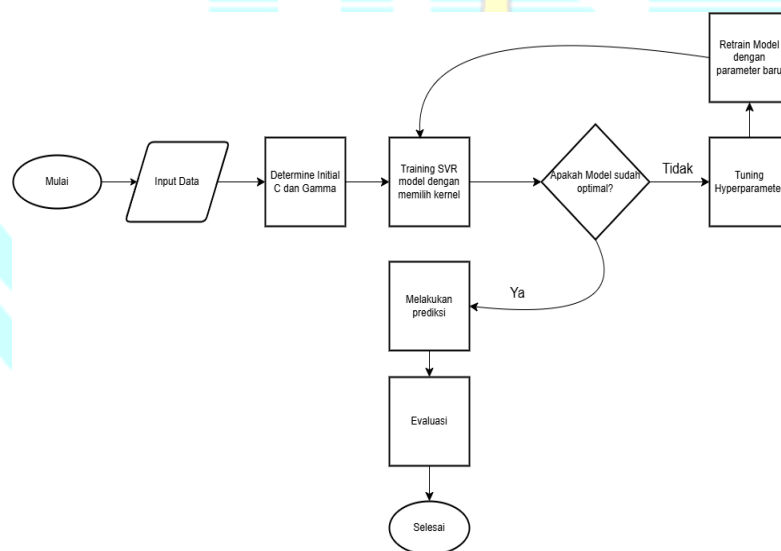 Retrain Model
dengan
parameter baru
Mulai
Input Data
Determine Initial
C dan Gamma
Training SVR
model dengan
memilih kernel
Apakah Model sudah
optimal?
Tidak
Tuning
Hyperparamete
Ya
Melakukan
prediksi
Evaluasi
Selesai